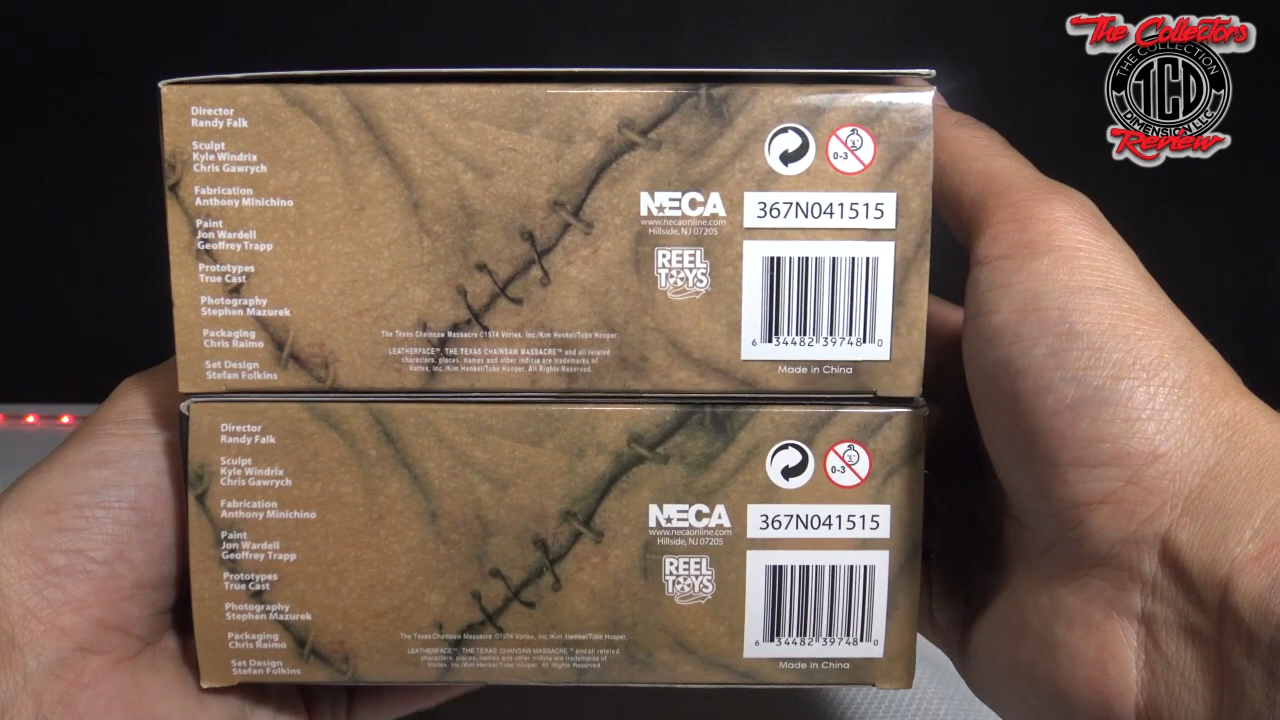 The Collectors
THE COLLECTION
TCD
DIMENSION LLC
Review
Director
Randy Falk
Sculpt
Kyle Windrix
Chris Gawrych
Fabrication
Anthony Minichino
Paint
Jon Wardell
Geoffrey Trapp
Prototypes
True Cast
Photography
Stephen Mazurek
Packaging
Chris Raimo
Set Design
Stefan Folkins
The Texas Chainsaw Massacre ©1974 Vortex, Inc./Kim Henkel/Tobe Hooper.
LEATHERFACE™, THE TEXAS CHAINSAW MASSACRE™ and all related
characters, places, names and other indicia are trademarks of
Vortex, Inc./Kim Henkel/Tobe Hooper. All Rights Reserved.
NECA
www.necaonline.com
Hillside, NJ 07205
REEL
TOYS
0-3
367N041515
6 34482 39748 0
Made in China
Director
Randy Falk
Sculpt
Kyle Windrix
Chris Gawrych
Fabrication
Anthony Minichino
Paint
Jon Wardell
Geoffrey Trapp
Prototypes
True Cast
Photography
Stephen Mazurek
Packaging
Chris Raimo
Set Design
Stefan Folkins
The Texas Chainsaw Massacre ©1974 Vortex, Inc./Kim Henkel/Tobe Hooper.
LEATHERFACE™, THE TEXAS CHAINSAW MASSACRE™ and all related
characters, places, names and other indicia are trademarks of
Vortex, Inc./Kim Henkel/Tobe Hooper. All Rights Reserved.
NECA
www.necaonline.com
Hillside, NJ 07205
REEL
TOYS
0-3
367N041515
6 34482 39748 0
Made in China